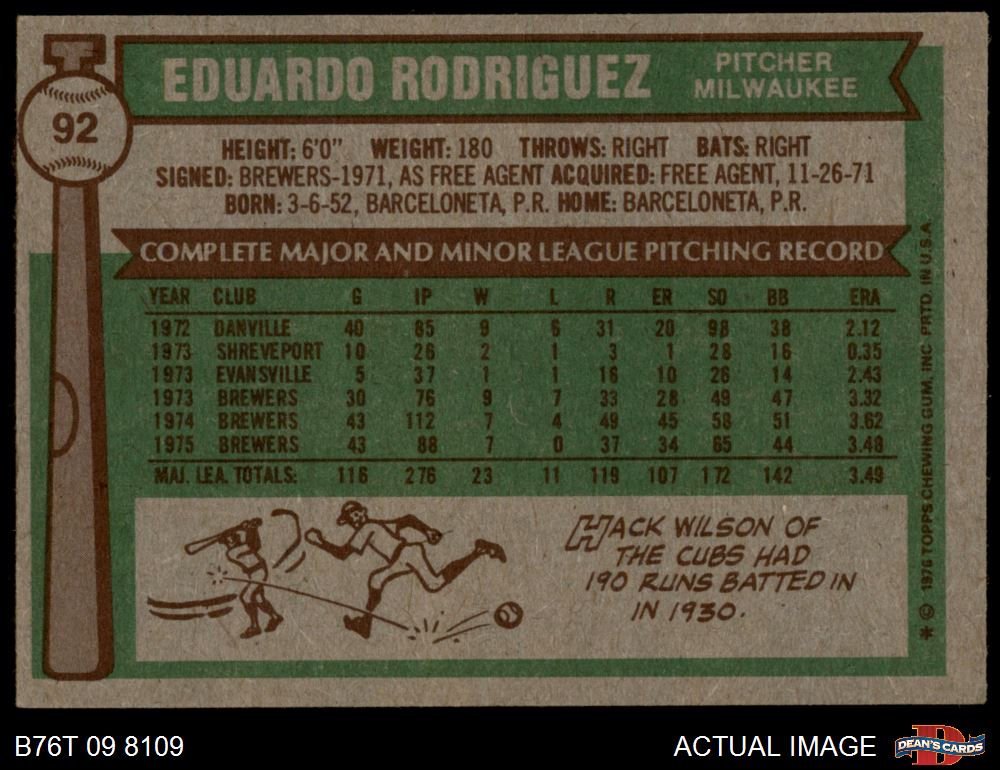 92
EDUARDO RODRIGUEZ
PITCHER
MILWAUKEE
HEIGHT: 6'0" WEIGHT: 180 THROWS: RIGHT BATS: RIGHT
SIGNED: BREWERS-1971, AS FREE AGENT ACQUIRED: FREE AGENT, 11-26-71
BORN: 3-6-52, BARCELONETA, P.R. HOME: BARCELONETA, P.R.
COMPLETE MAJOR AND MINOR LEAGUE PITCHING RECORD
YEAR CLUB G IP W L R ER SO BB ERA
1972 DANVILLE 40 85 9 6 31 20 98 38 2.12
1973 SHREVEPORT 10 26 2 1 3 1 28 16 0.35
1973 EVANSVILLE 5 37 1 1 16 10 26 14 2.43
1973 BREWERS 30 76 9 7 33 28 49 47 3.32
1974 BREWERS 43 112 7 4 49 45 58 51 3.62
1975 BREWERS 43 88 7 0 37 34 65 44 3.48
MAJ. LEA. TOTALS: 116 276 23 11 119 107 172 142 3.49
HACK WILSON OF
THE CUBS HAD
190 RUNS BATTED IN
IN 1930.
* © 1976 TOPPS CHEWING GUM, INC PRTD. IN U.S.A.
B76T 09 8109
ACTUAL IMAGE
DEAN'S CARDS